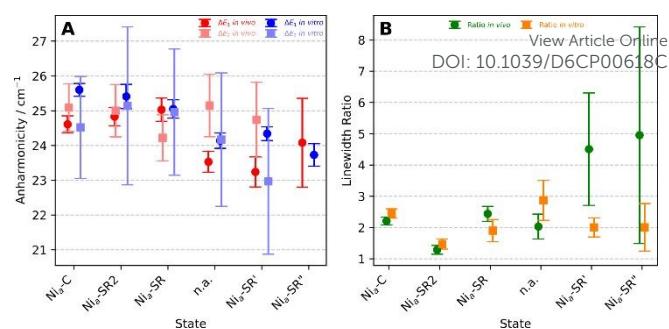 A
ΔE₁ in vivo
ΔE₂ in vivo
ΔE₁ in vitro
ΔE₂ in vitro
Anharmonicity / cm⁻¹
27
26
25
24
23
22
21
Niₐ-C
Niₐ-SR2
Niₐ-SR
n.a.
Niₐ-SR'
Niₐ-SR"
State
B
Ratio in vivo
Ratio in vitro
View Article Online
DOI: 10.1039/D6CP00618C
Linewidth Ratio
8
7
6
5
4
3
2
1
Niₐ-C
Niₐ-SR2
Niₐ-SR
n.a.
Niₐ-SR'
Niₐ-SR'
State